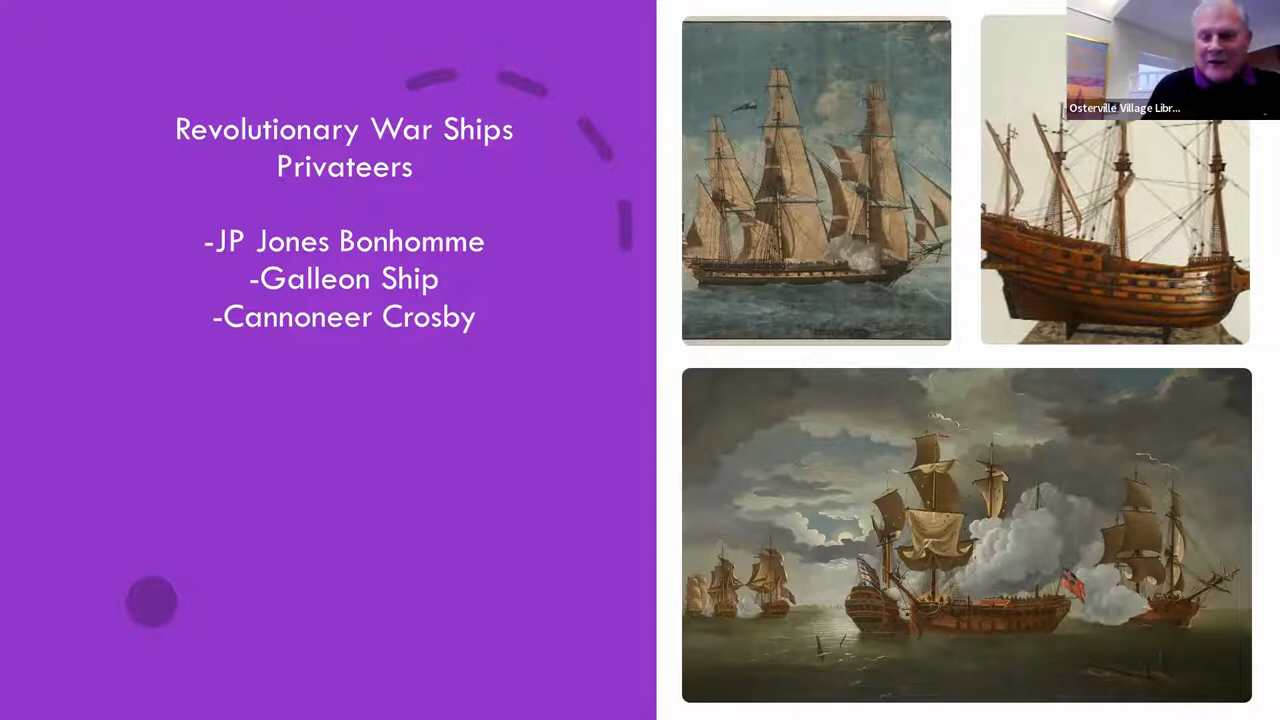 Revolutionary War Ships
Privateers
-JP Jones Bonhomme
-Galleon Ship
-Cannoneer Crosby
Osterville Village Libr...